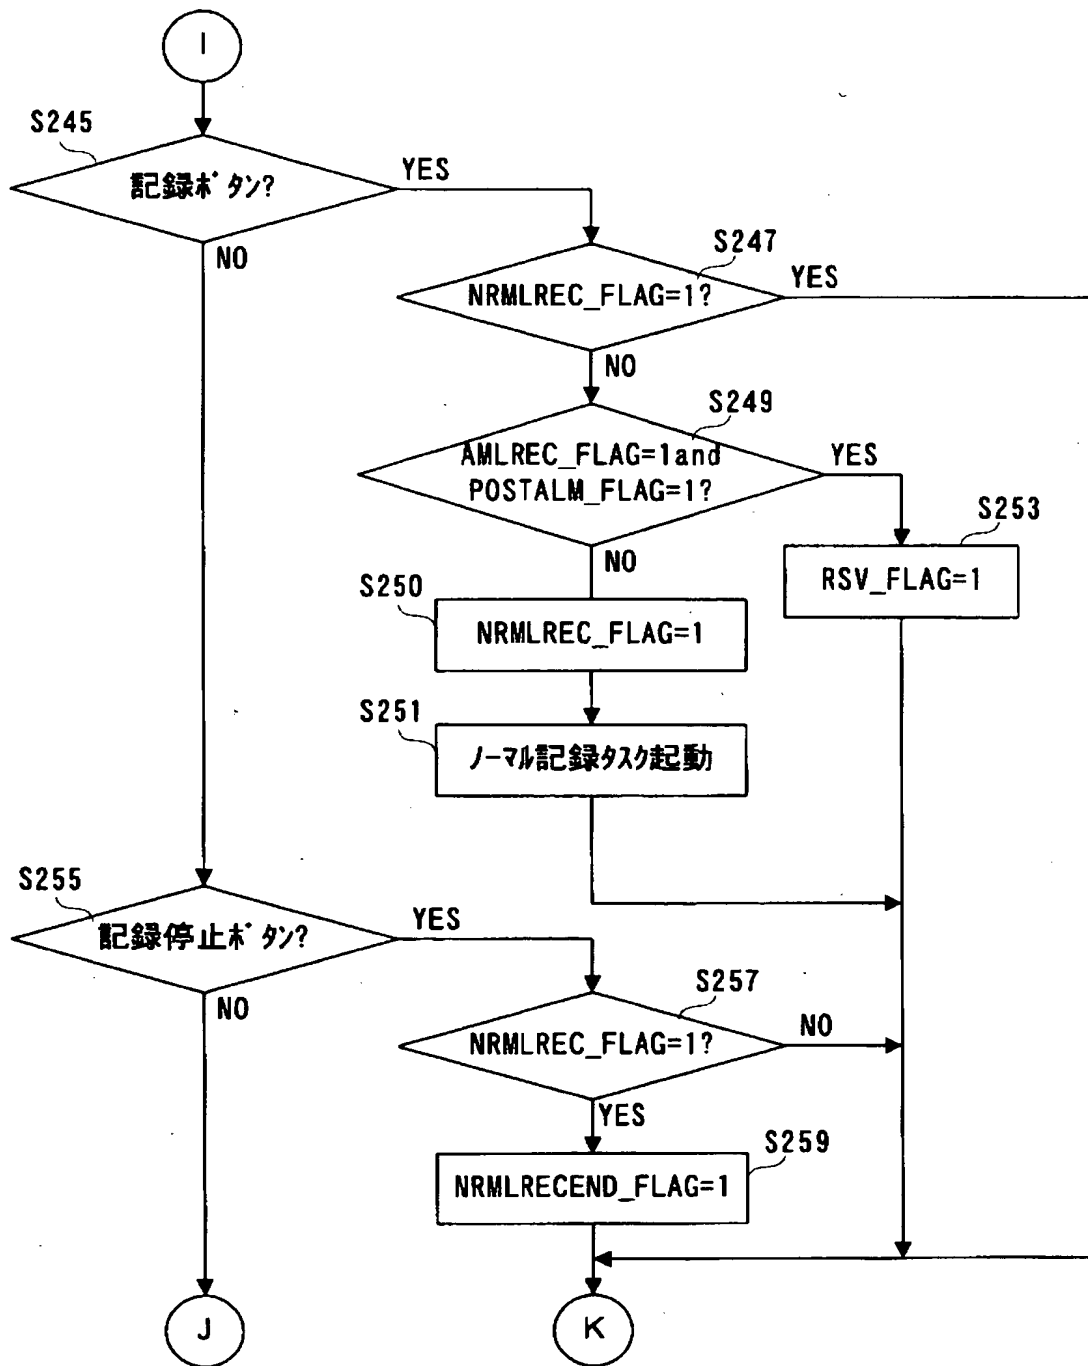 I
S245
記録ﾎﾞﾀﾝ?
YES
NO
S247
NRMLREC_FLAG=1?
YES
NO
S249
AMLREC_FLAG=1and
POSTALM_FLAG=1?
YES
NO
S253
RSV_FLAG=1
S250
NRMLREC_FLAG=1
S251
ﾉｰﾏﾙ記録ﾀｽｸ起動
S255
記録停止ﾎﾞﾀﾝ?
YES
NO
S257
NRMLREC_FLAG=1?
NO
YES
S259
NRMLRECEND_FLAG=1
J
K